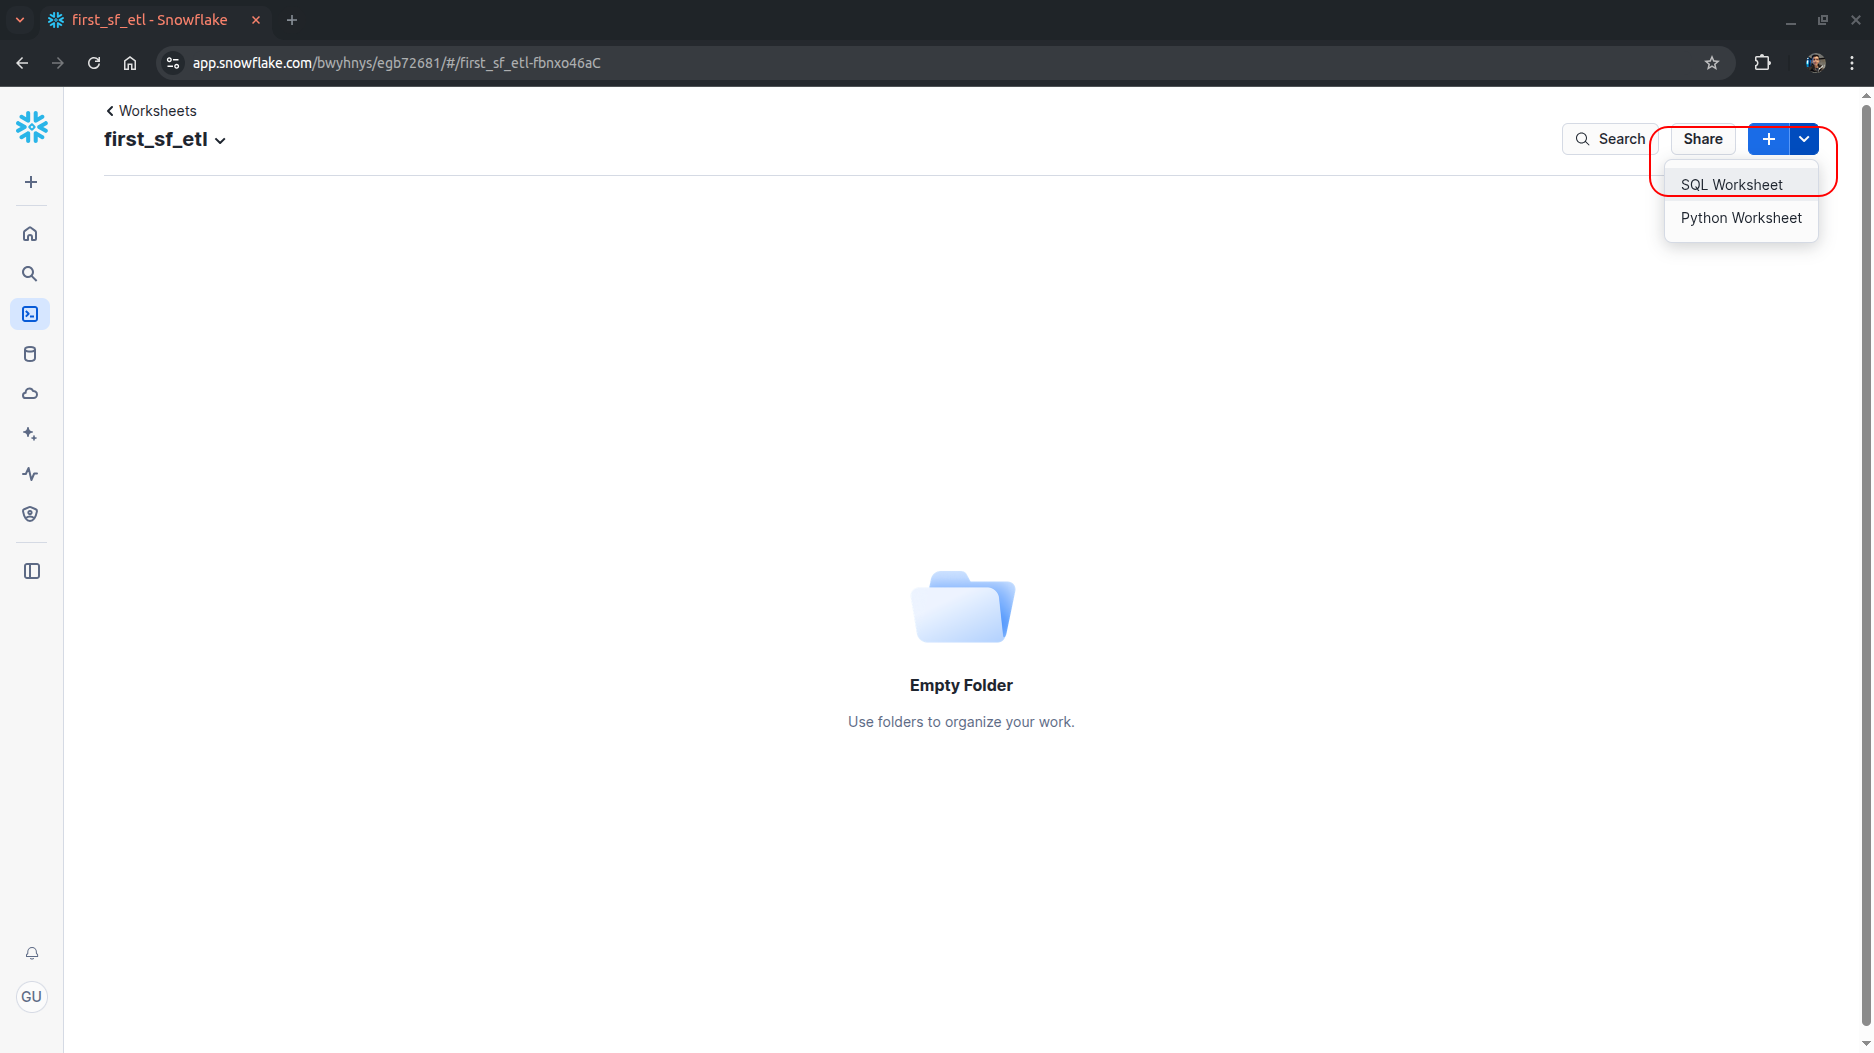 first_sf_etl - Snowflake
app.snowflake.com/bwyhnys/egb72681/#/first_sf_etl-fbnxo46aC
Worksheets
first_sf_etl
Search
Share
SQL Worksheet
Python Worksheet
Empty Folder
Use folders to organize your work.
GU